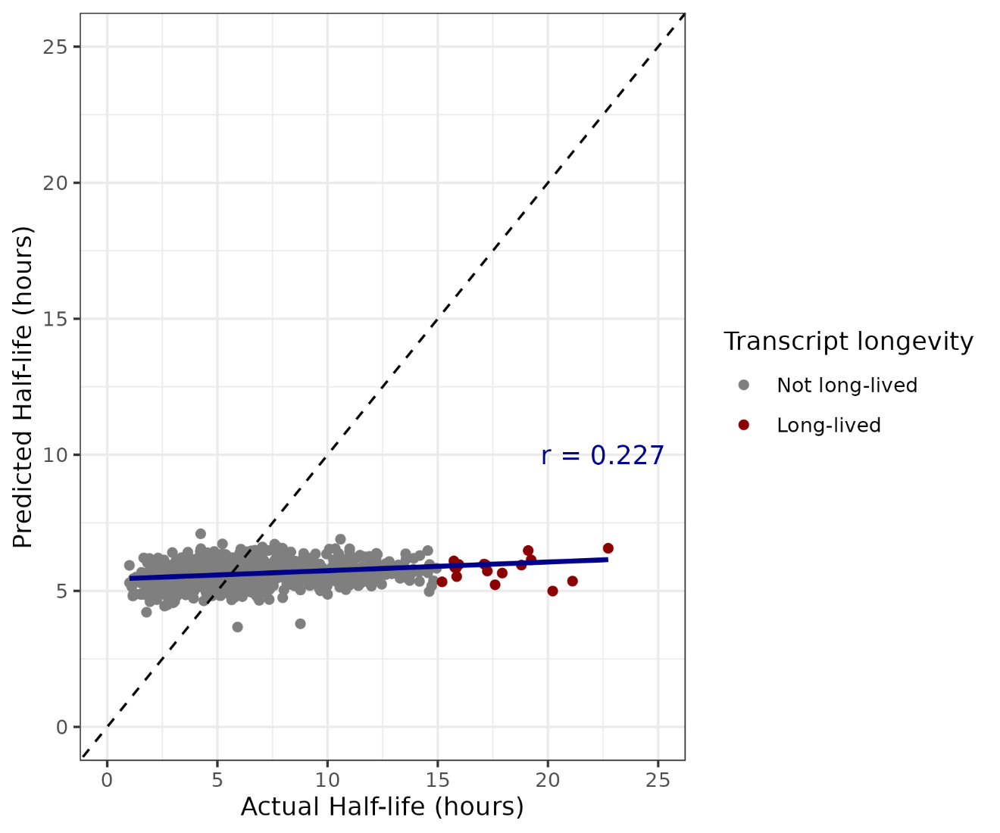 25
20
15
10
5
0
Predicted Half-life (hours)
r = 0.227
0 5 10 15 20 25
Actual Half-life (hours)
Transcript longevity
Not long-lived
Long-lived